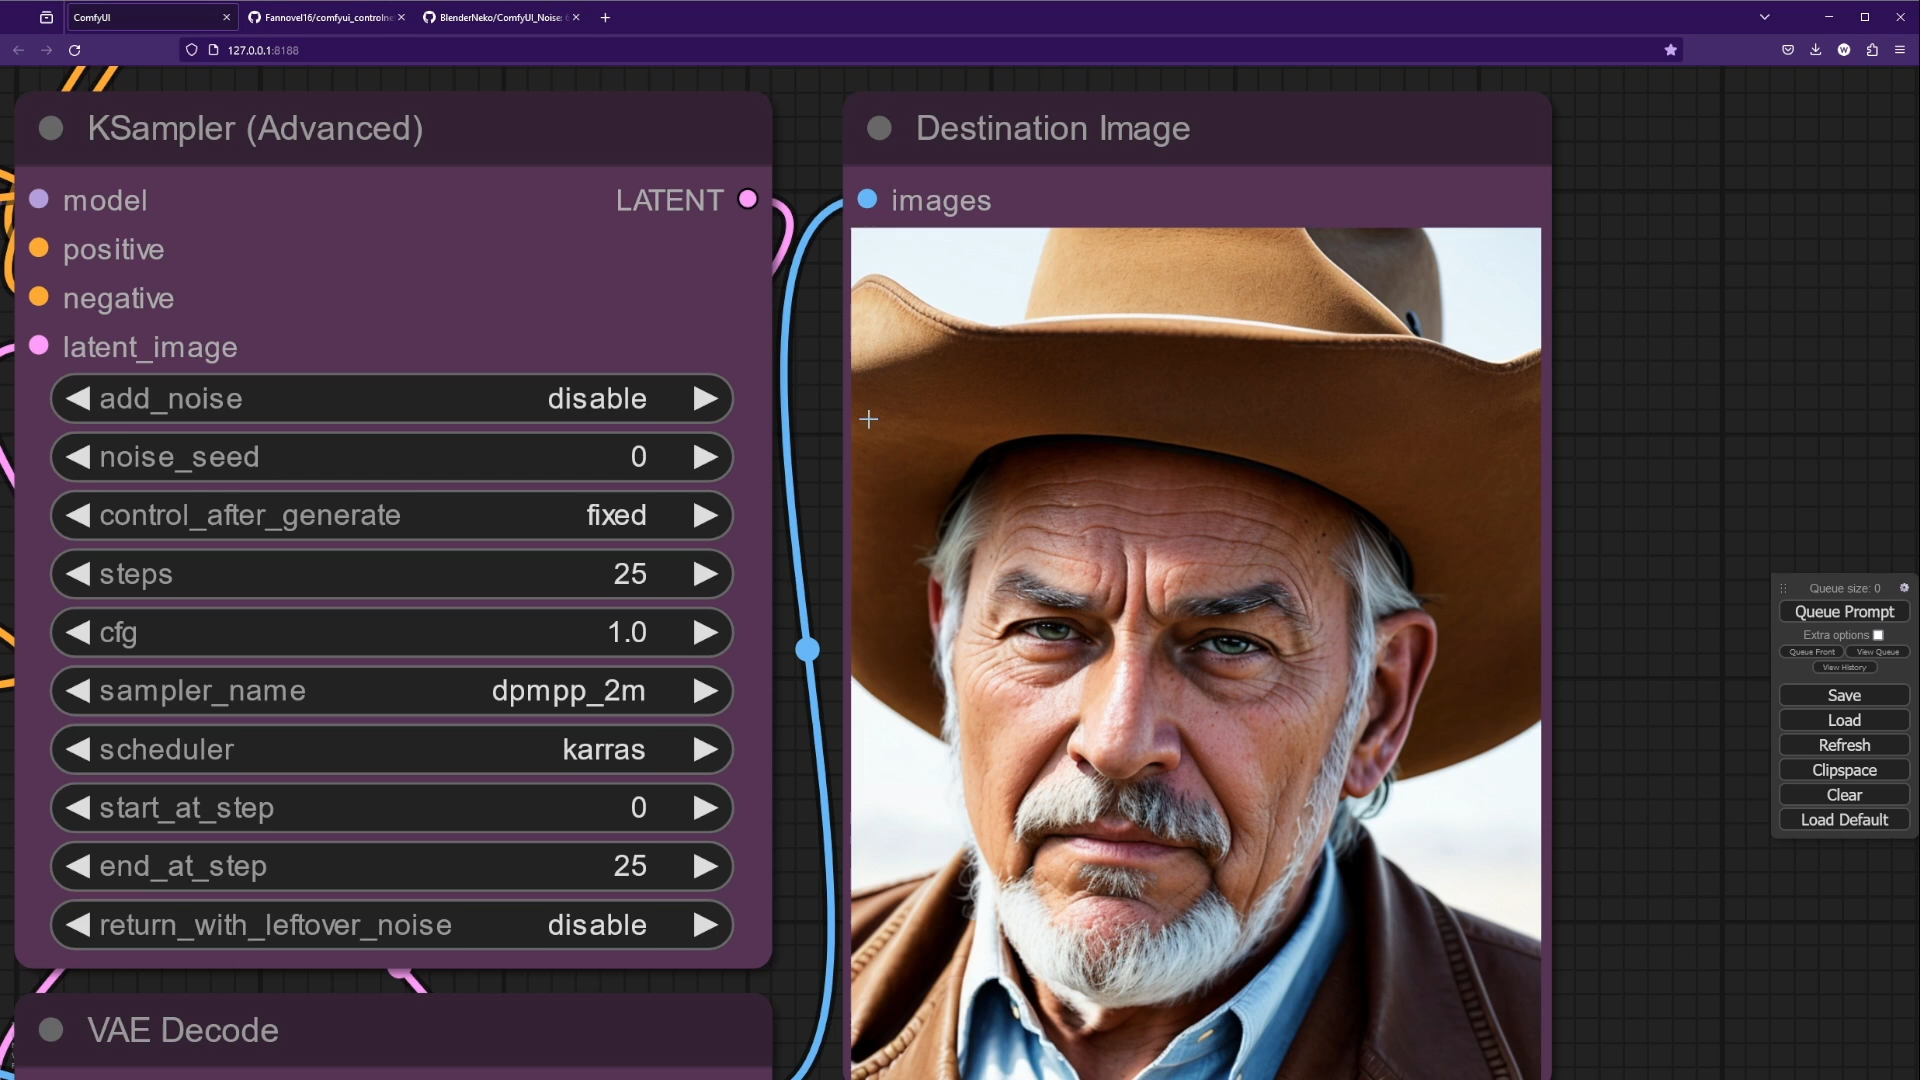 ComfyUI
Fannovel16/comfyui_controlne
BlenderNeko/ComfyUI_Noise:
127.0.0.1:8188
KSampler (Advanced)
model
LATENT
positive
negative
latent_image
add_noise disable
noise_seed 0
control_after_generate fixed
steps 25
cfg 1.0
sampler_name dpmpp_2m
scheduler karras
start_at_step 0
end_at_step 25
return_with_leftover_noise disable
VAE Decode
Destination Image
images
Queue size: 0
Queue Prompt
Extra options
Queue Front View Queue
View History
Save
Load
Refresh
Clipspace
Clear
Load Default